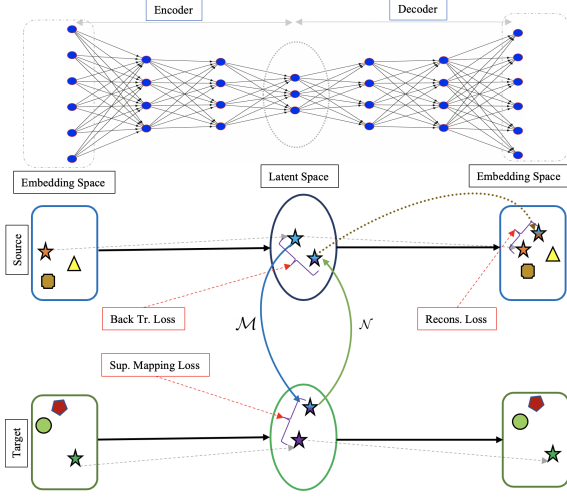 Encoder
Decoder
Embedding Space
Latent Space
Embedding Space
Source
Back Tr. Loss
ℳ
𝒩
Recons. Loss
Sup. Mapping Loss
Target